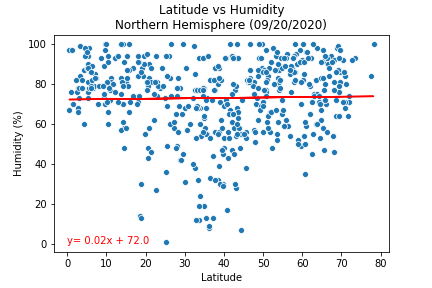 Latitude vs Humidity
Northern Hemisphere (09/20/2020)
100
80
60
40
20
0
Humidity (%)
y= 0.02x + 72.0
0 10 20 30 40 50 60 70 80
Latitude